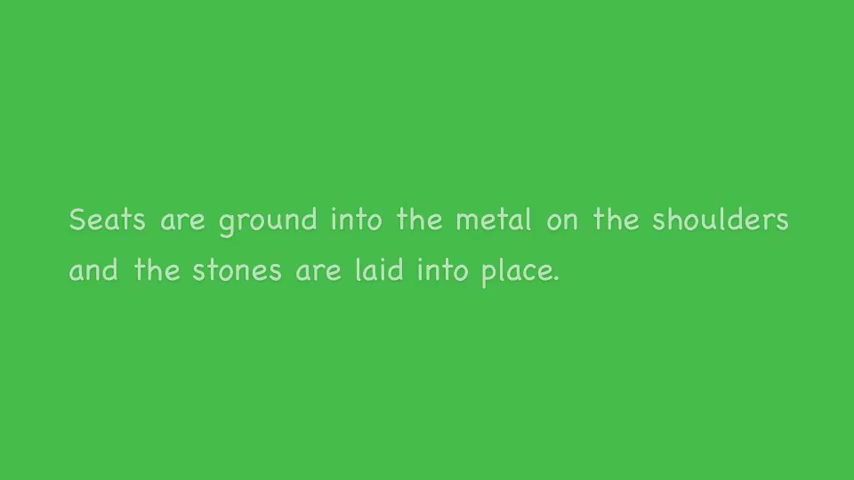 Seats are ground into the metal on the shoulders
and the stones are laid into place.